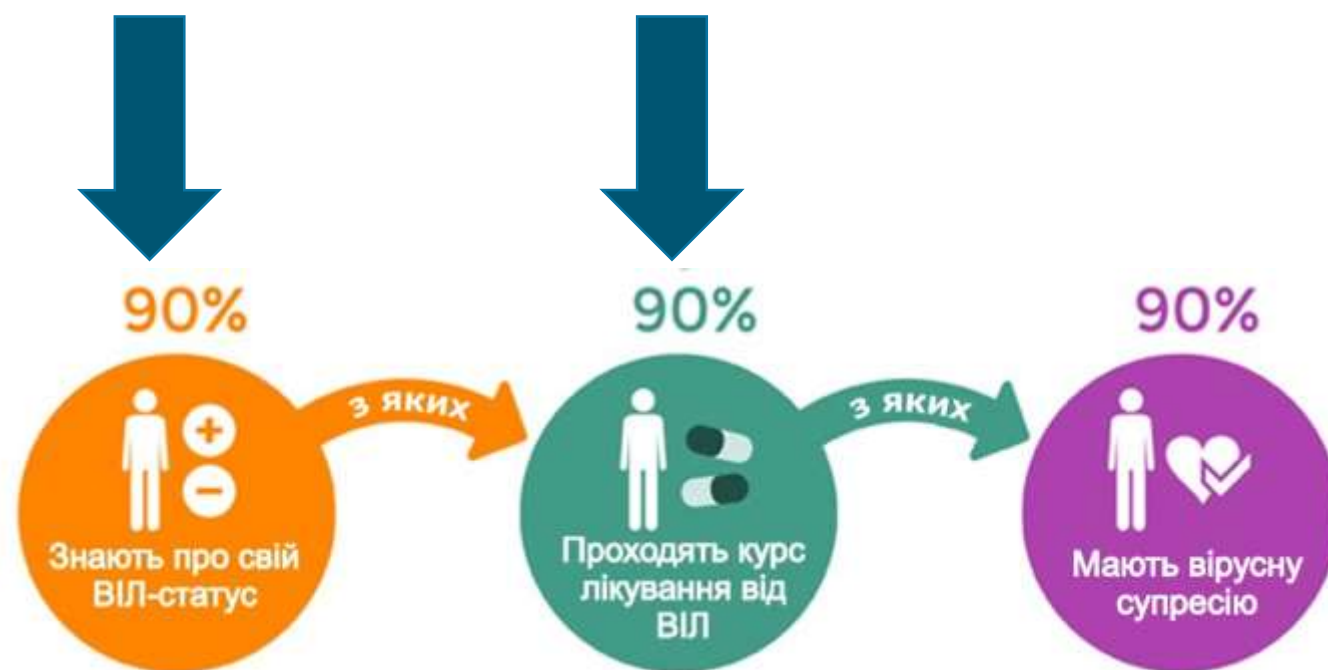 90%
Знають про свій
ВІЛ-статус
з яких
90%
Проходять курс
лікування від
ВІЛ
з яких
90%
Мають вірусну
супресію